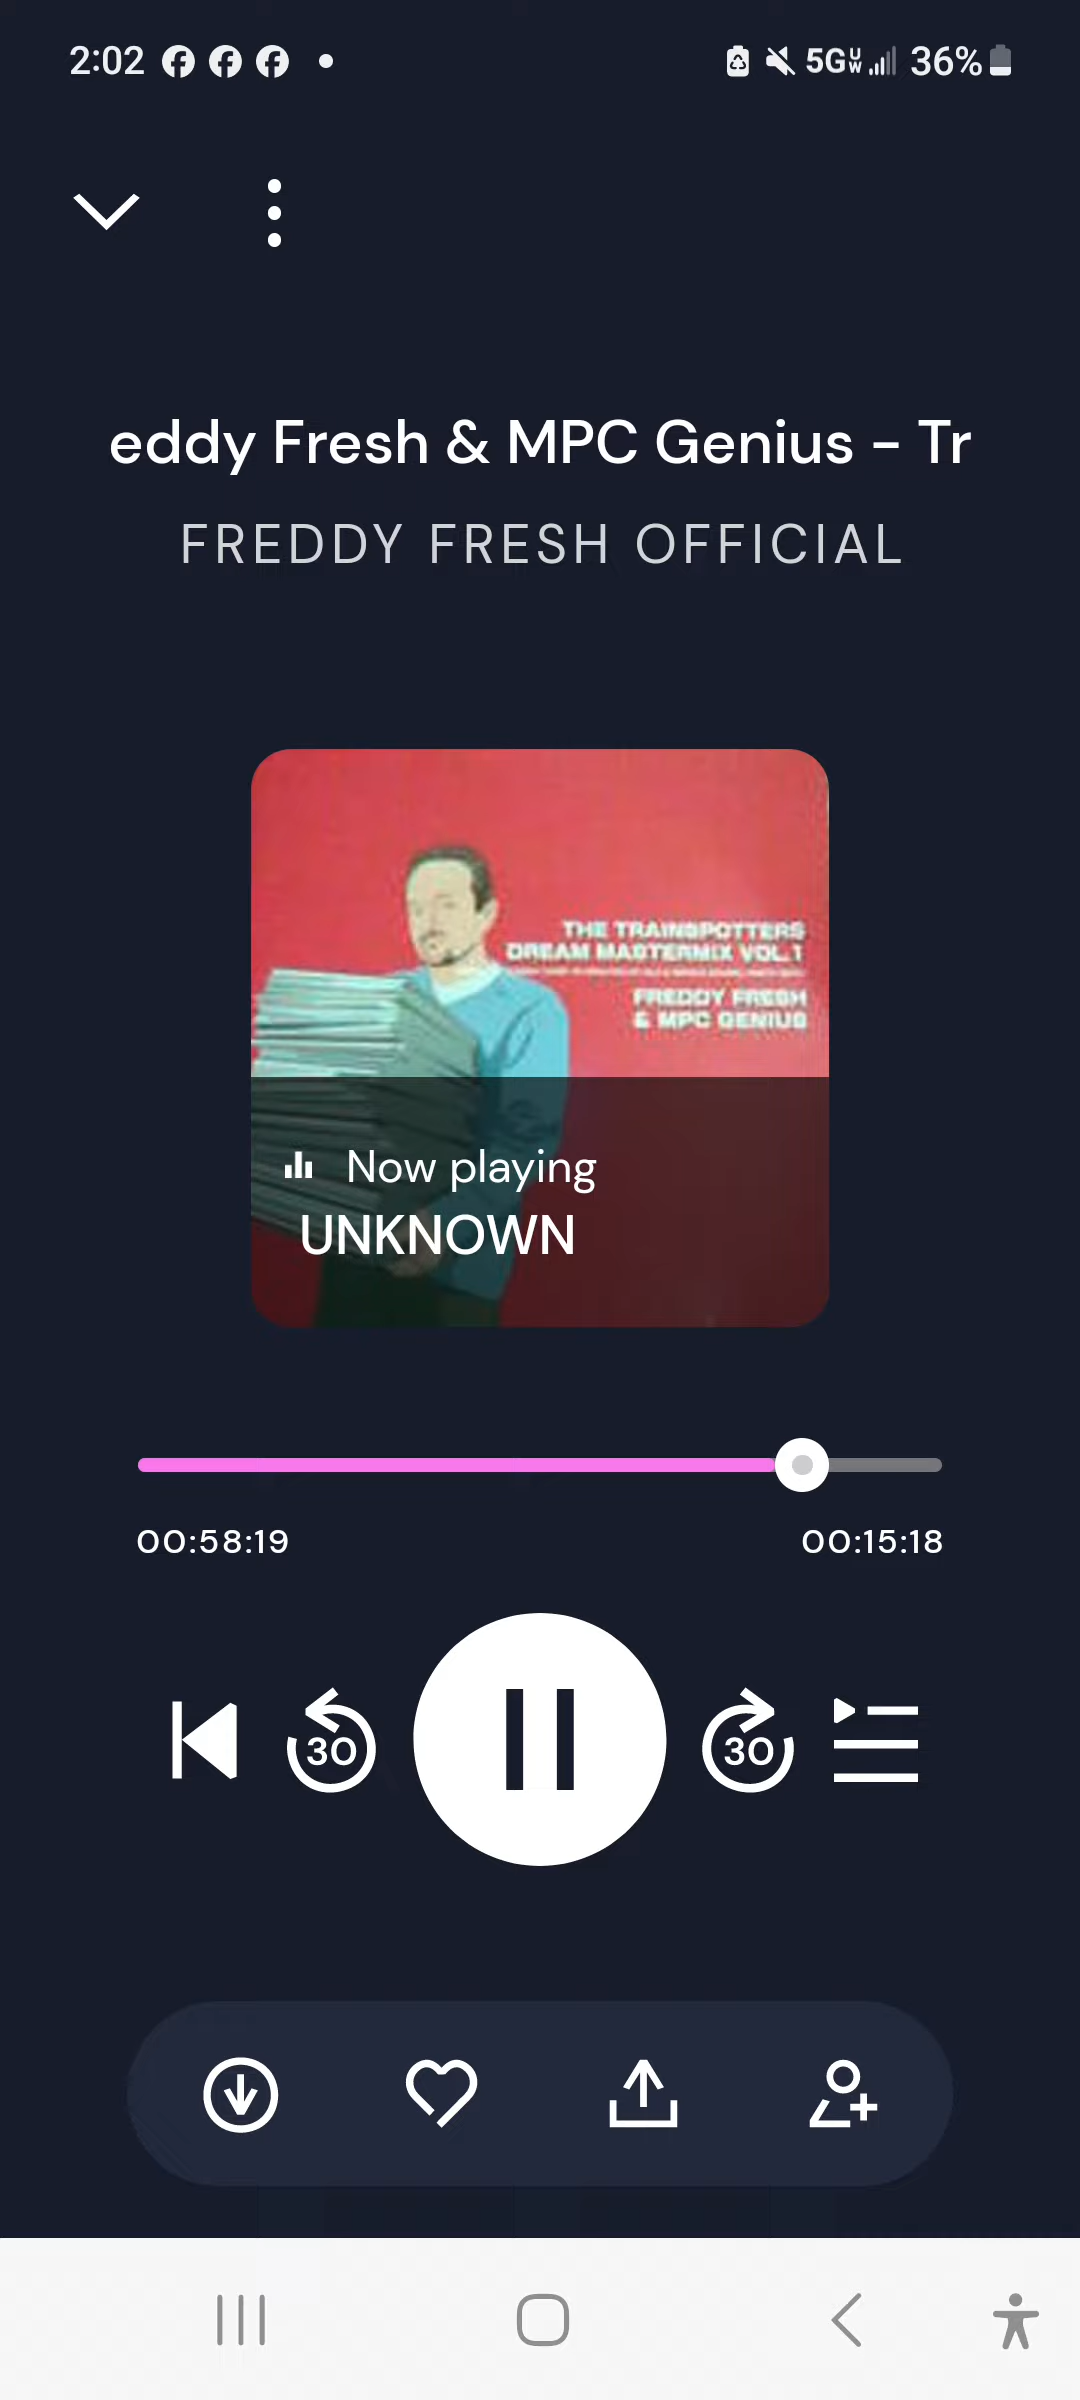 2:02 5G UW 36%
eddy Fresh & MPC Genius - Tr
FREDDY FRESH OFFICIAL
THE TRAINSPOTTERS
DREAM MASTERMIX VOL.1
FREDDY FRESH
& MPC GENIUS
Now playing
UNKNOWN
00:58:19 00:15:18
30 30